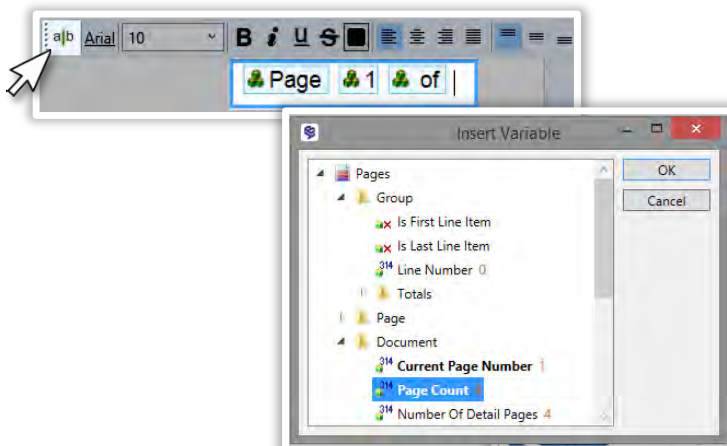 a|b Arial 10 B i U S
Page 1 of
Insert Variable
Pages
OK
Group
Cancel
Is First Line Item
Is Last Line Item
314 Line Number 0
Totals
Page
Document
314 Current Page Number 1
314 Page Count
314 Number Of Detail Pages 4